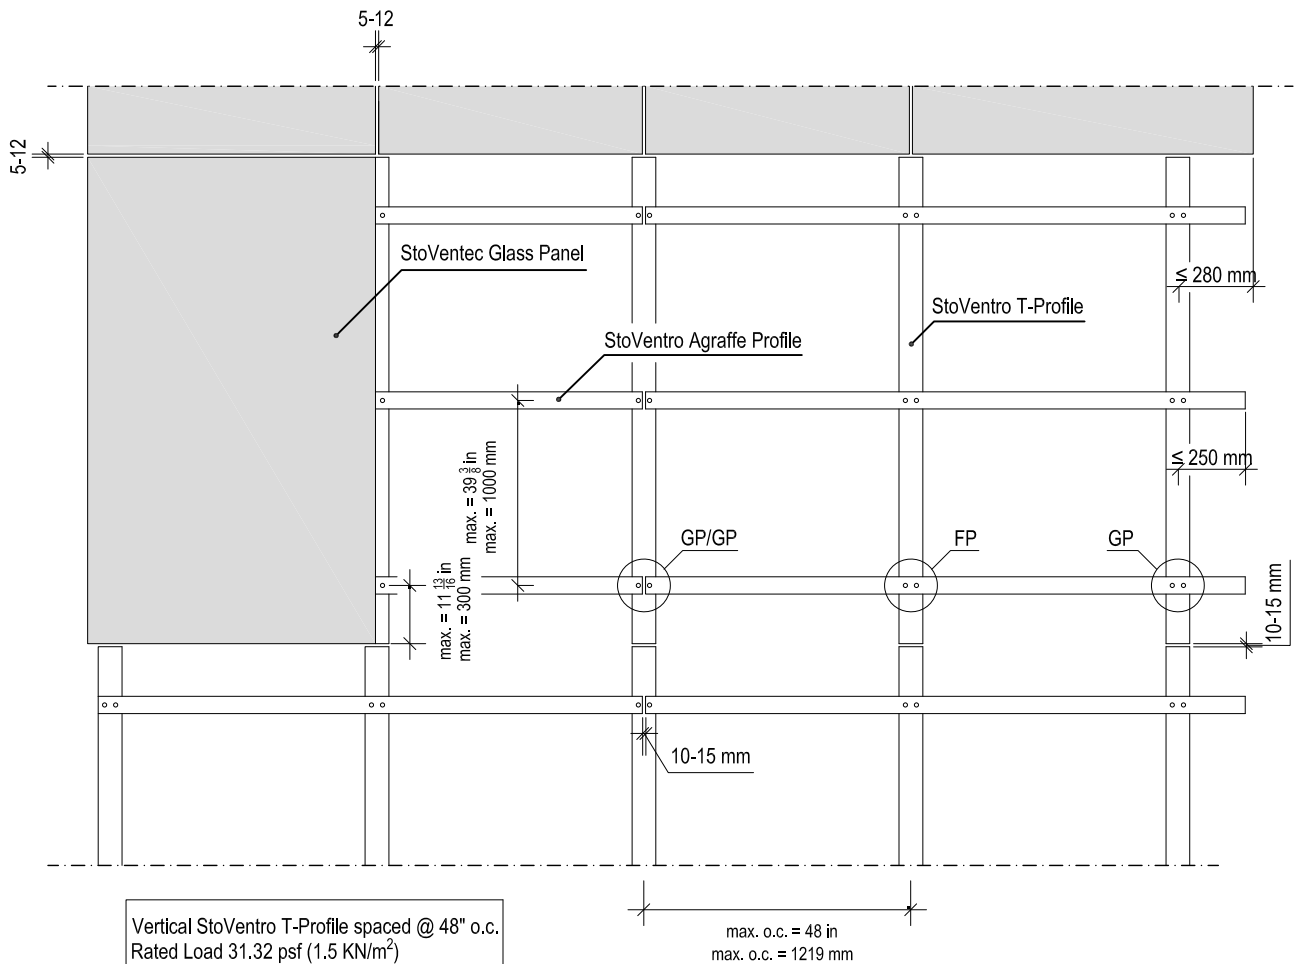 5-12
5-12
StoVentec Glass Panel
≤ 280 mm
StoVentro T-Profile
StoVentro Agraffe Profile
max. = 39 3/8 in
max. = 1000 mm
≤ 250 mm
GP/GP
FP
GP
max. = 11 13/16 in
max. = 300 mm
10-15 mm
10-15 mm
max. o.c. = 48 in
max. o.c. = 1219 mm
Vertical StoVentro T-Profile spaced @ 48" o.c.
Rated Load 31.32 psf (1.5 KN/m²)